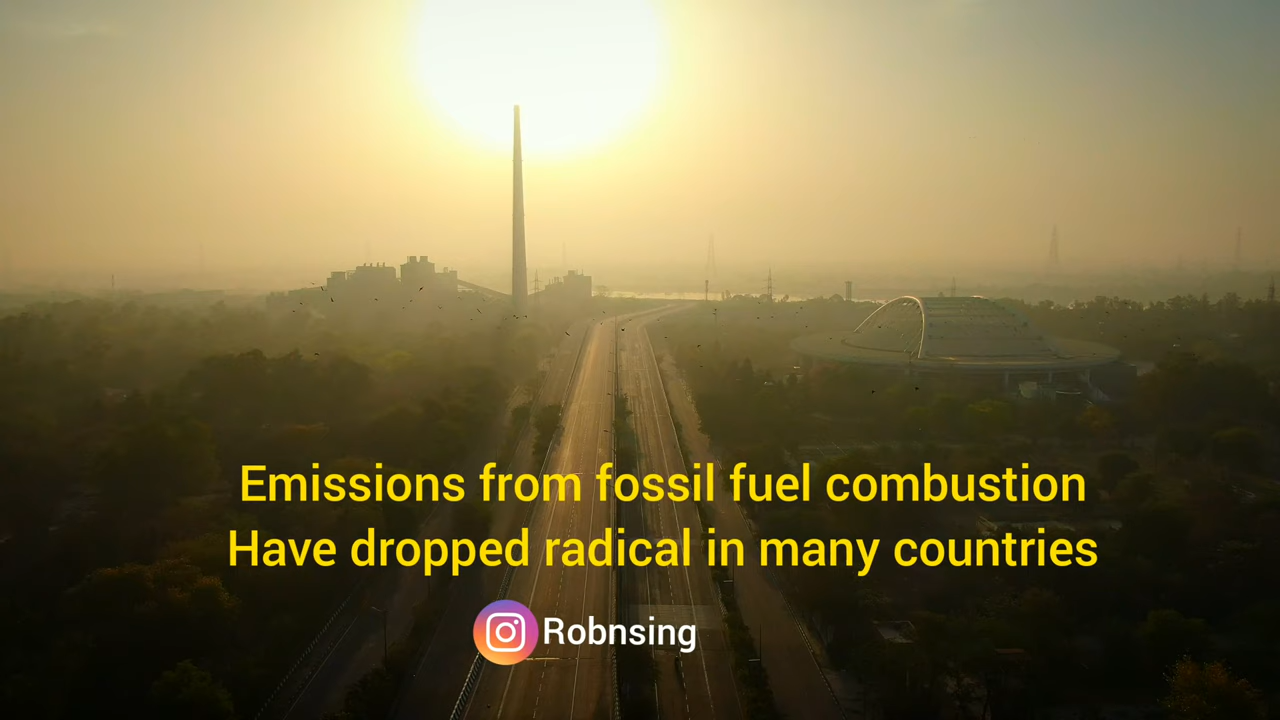 Emissions from fossil fuel combustion
Have dropped radical in many countries
Robnsing